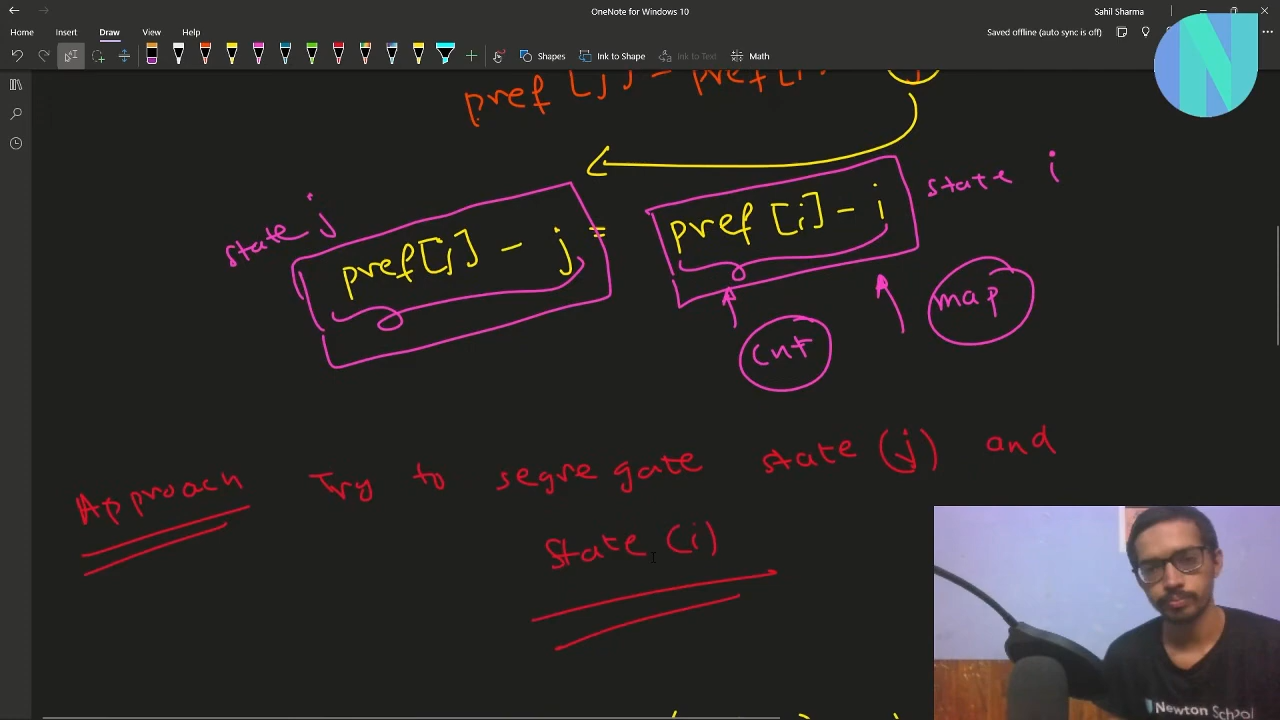 OneNote for Windows 10
Sahil Sharma
Home Insert Draw View Help
Saved offline (auto sync is off)
Shapes Ink to Shape Ink to Text Math
pref [j] - pref [i]
state j
pref[j] - j = pref [i] - i
state i
cnt
map
Approach Try to segregate state (j) and
state (i)
Newton School